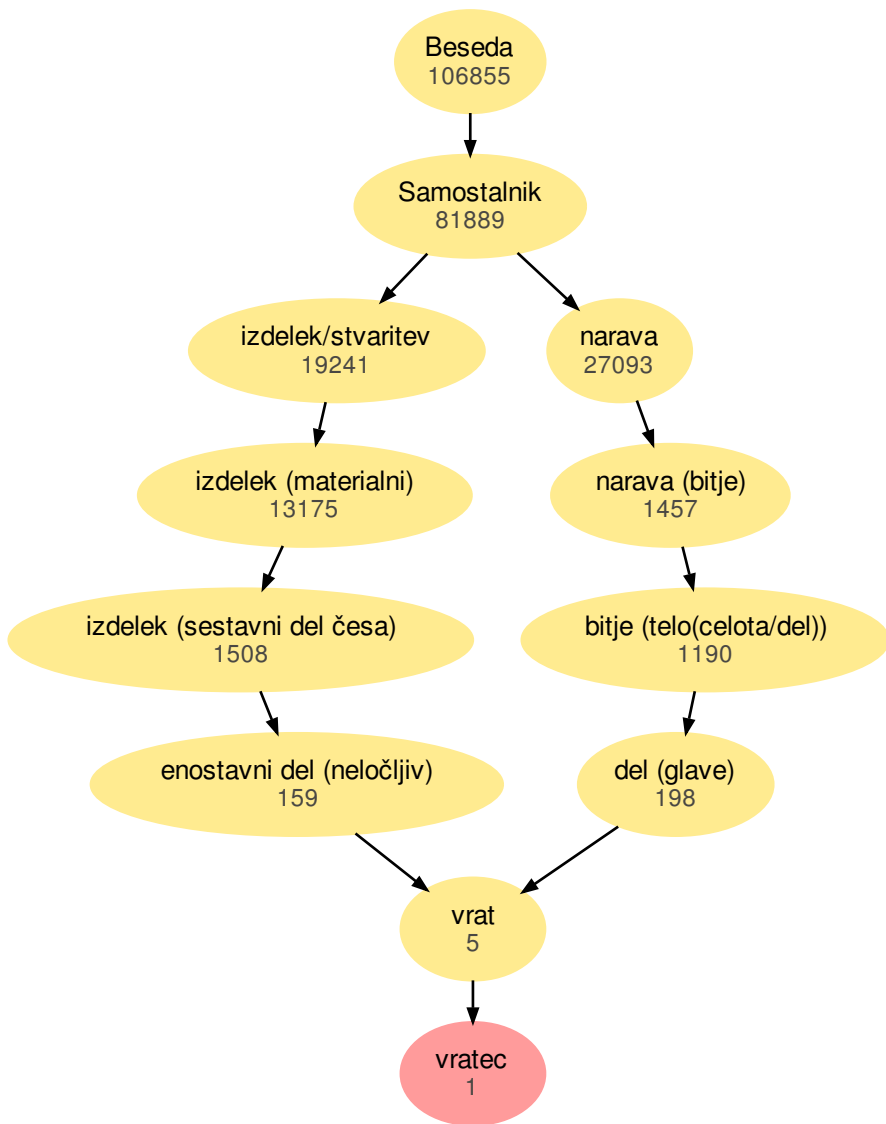 Beseda
106855
Samostalnik
81889
izdelek/stvaritev
19241
narava
27093
izdelek (materialni)
13175
narava (bitje)
1457
izdelek (sestavni del česa)
1508
bitje (telo(celota/del))
1190
enostavni del (neločljiv)
159
del (glave)
198
vrat
5
vratec
1